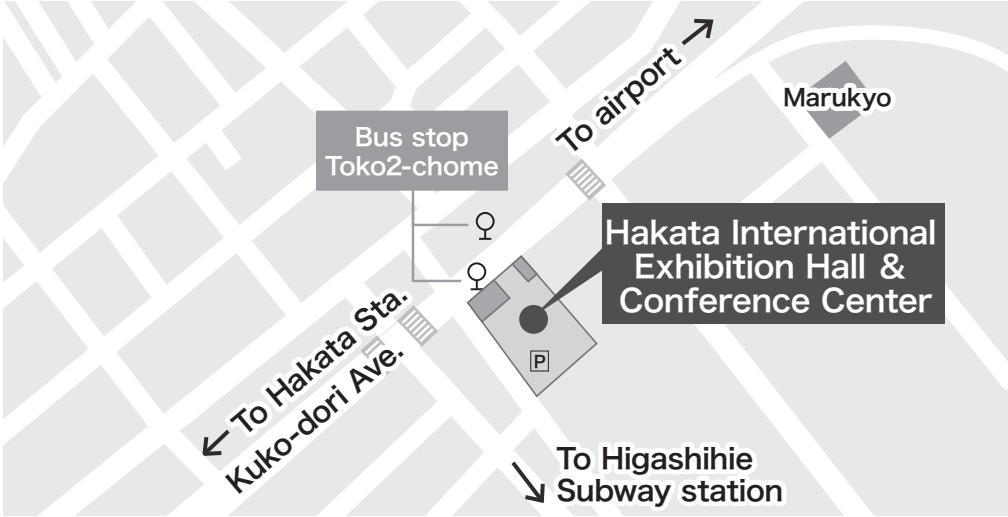 To airport
Marukyo
Bus stop
Toko2-chome
Hakata International
Exhibition Hall &
Conference Center
To Hakata Sta.
Kuko-dori Ave.
P
To Higashihie
Subway station